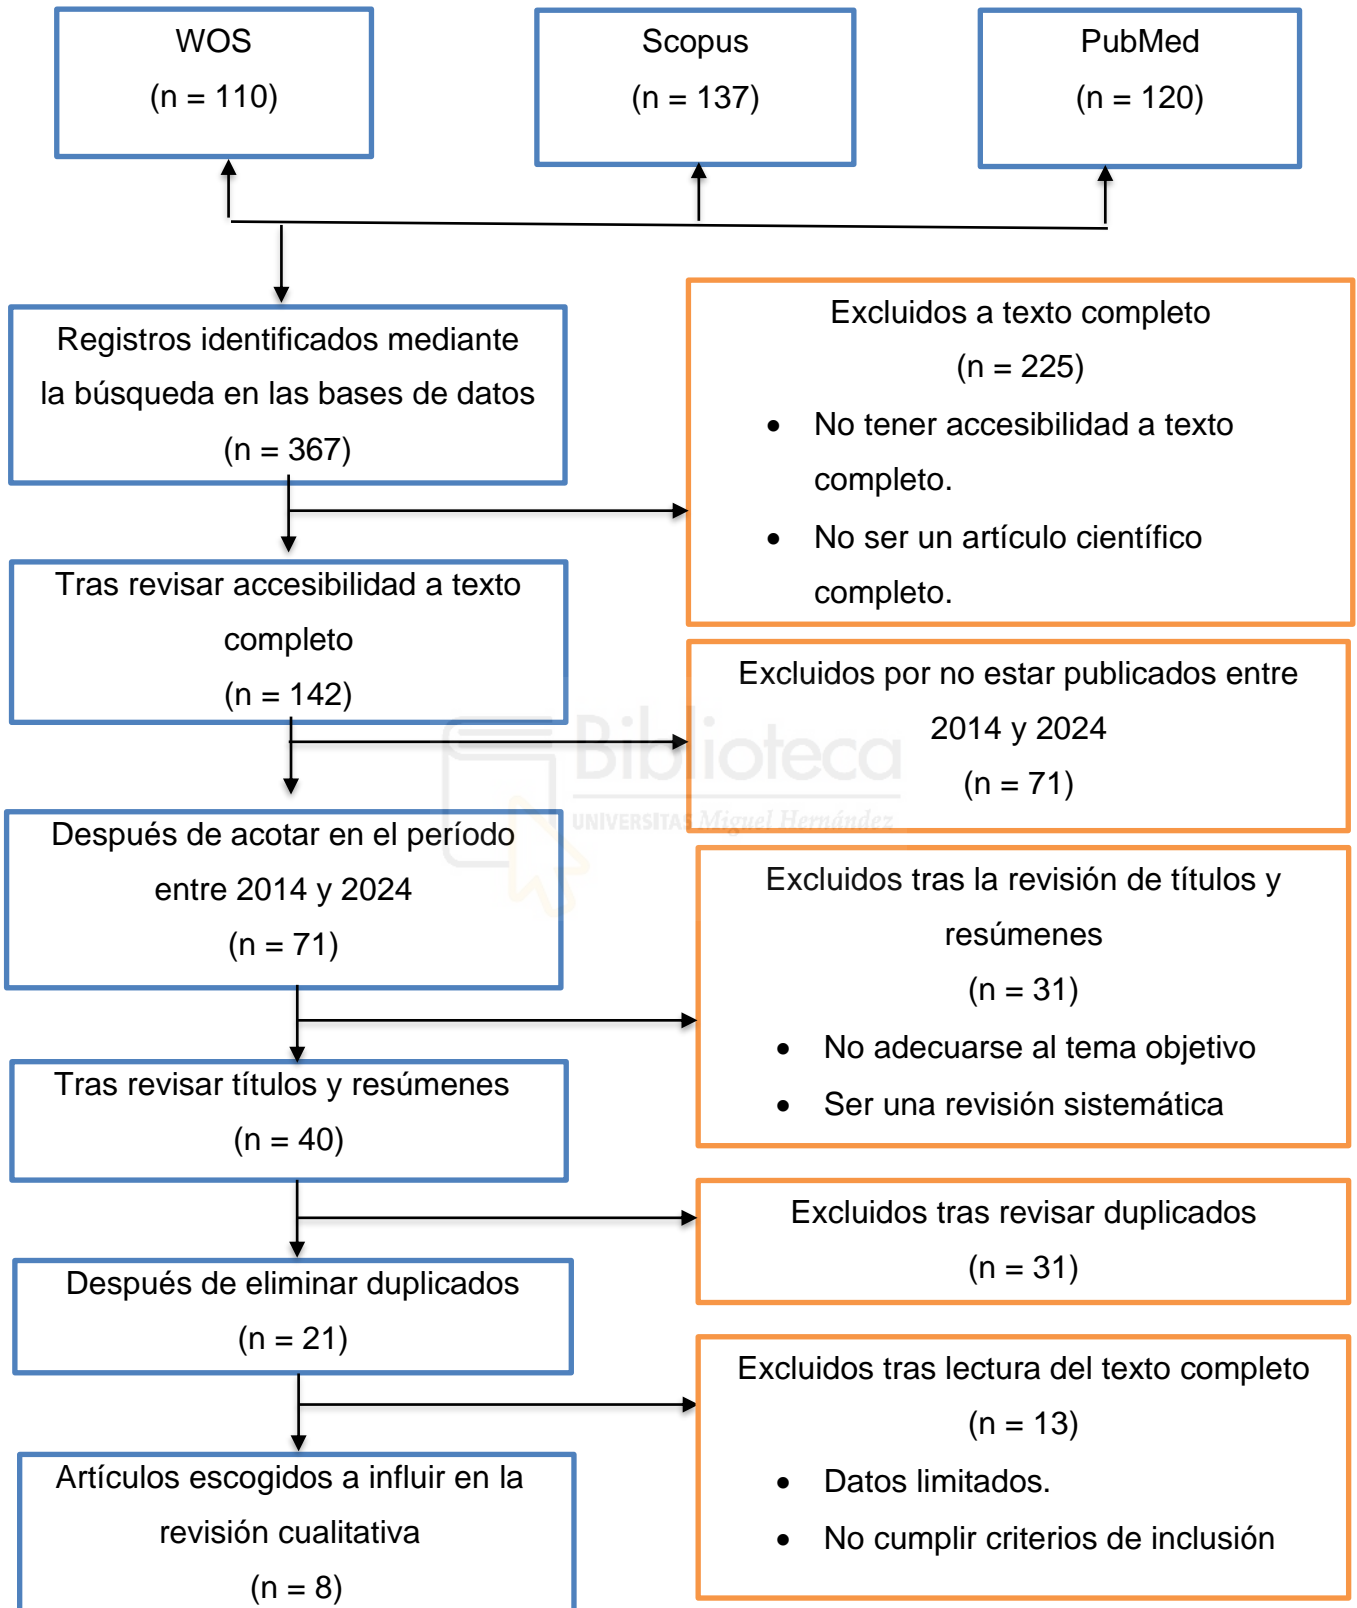 WOS
(n = 110)
Scopus
(n = 137)
PubMed
(n = 120)
Registros identificados mediante
la búsqueda en las bases de datos
(n = 367)
Excluidos a texto completo
(n = 225)
• No tener accesibilidad a texto
completo.
• No ser un artículo científico
completo.
Tras revisar accesibilidad a texto
completo
(n = 142)
Excluidos por no estar publicados entre
2014 y 2024
(n = 71)
Biblioteca
UNIVERSITAS Miguel Hernández
Después de acotar en el período
entre 2014 y 2024
(n = 71)
Excluidos tras la revisión de títulos y
resúmenes
(n = 31)
• No adecuarse al tema objetivo
• Ser una revisión sistemática
Tras revisar títulos y resúmenes
(n = 40)
Excluidos tras revisar duplicados
(n = 31)
Después de eliminar duplicados
(n = 21)
Excluidos tras lectura del texto completo
(n = 13)
• Datos limitados.
• No cumplir criterios de inclusión
Artículos escogidos a influir en la
revisión cualitativa
(n = 8)